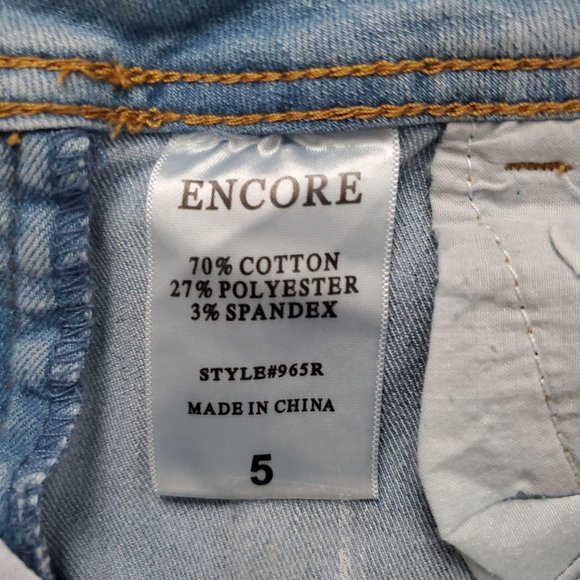 ENCORE
70% COTTON
27% POLYESTER
3% SPANDEX
STYLE#965R
MADE IN CHINA
5